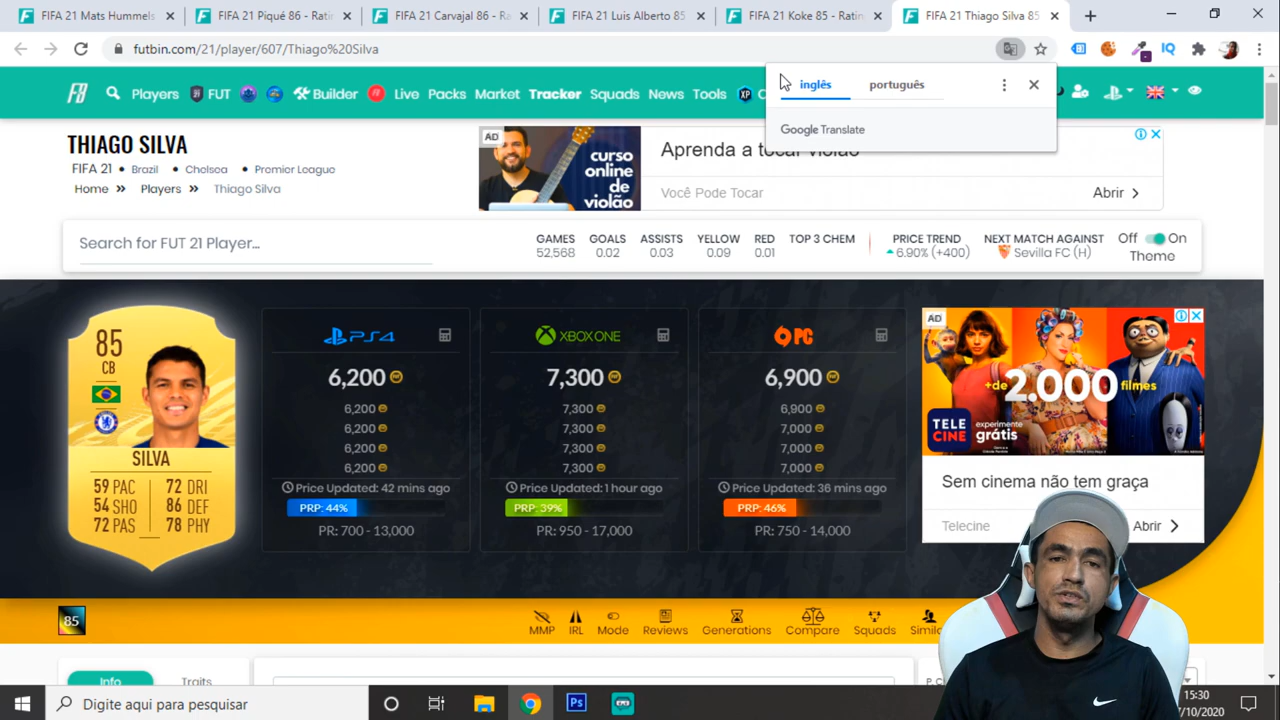 FIFA 21 Mats Hummels
FIFA 21 Piqué 86 - Ratin
FIFA 21 Carvajal 86 - Ra
FIFA 21 Luis Alberto 85
FIFA 21 Koke 85 - Ratin
FIFA 21 Thiago Silva 85
futbin.com/21/player/607/Thiago%20Silva
IQ
F8
Players
FUT
Builder
Live
Packs
Market
Tracker
Squads
News
Tools
XP
inglês
português
Google Translate
THIAGO SILVA
FIFA 21 • Brazil • Chelsea • Premier League
Home » Players » Thiago Silva
AD
curso
online
de
violão
Aprenda a tocar violão
Você Pode Tocar
Abrir
Search for FUT 21 Player...
GAMES
52,568
GOALS
0.02
ASSISTS
0.03
YELLOW
0.09
RED
0.01
TOP 3 CHEM
PRICE TREND
6.90% (+400)
NEXT MATCH AGAINST
Sevilla FC (H)
Off On
Theme
85
CB
SILVA
59 PAC 72 DRI
54 SHO 86 DEF
72 PAS 78 PHY
PS4
6,200
6,200
6,200
6,200
6,200
Price Updated: 42 mins ago
PRP: 44%
PR: 700 - 13,000
XBOX ONE
7,300
7,300
7,300
7,300
7,300
Price Updated: 1 hour ago
PRP: 39%
PR: 950 - 17,000
PC
6,900
6,900
7,000
7,000
7,000
Price Updated: 36 mins ago
PRP: 46%
PR: 750 - 14,000
AD
+de 2.000 filmes
TELE
CINE
experimente
grátis
Sem cinema não tem graça
Telecine
Abrir
85
MMP
IRL
Mode
Reviews
Generations
Compare
Squads
Simil
Info
Traits
P. C
Digite aqui para pesquisar
Ps
15:30
7/10/2020